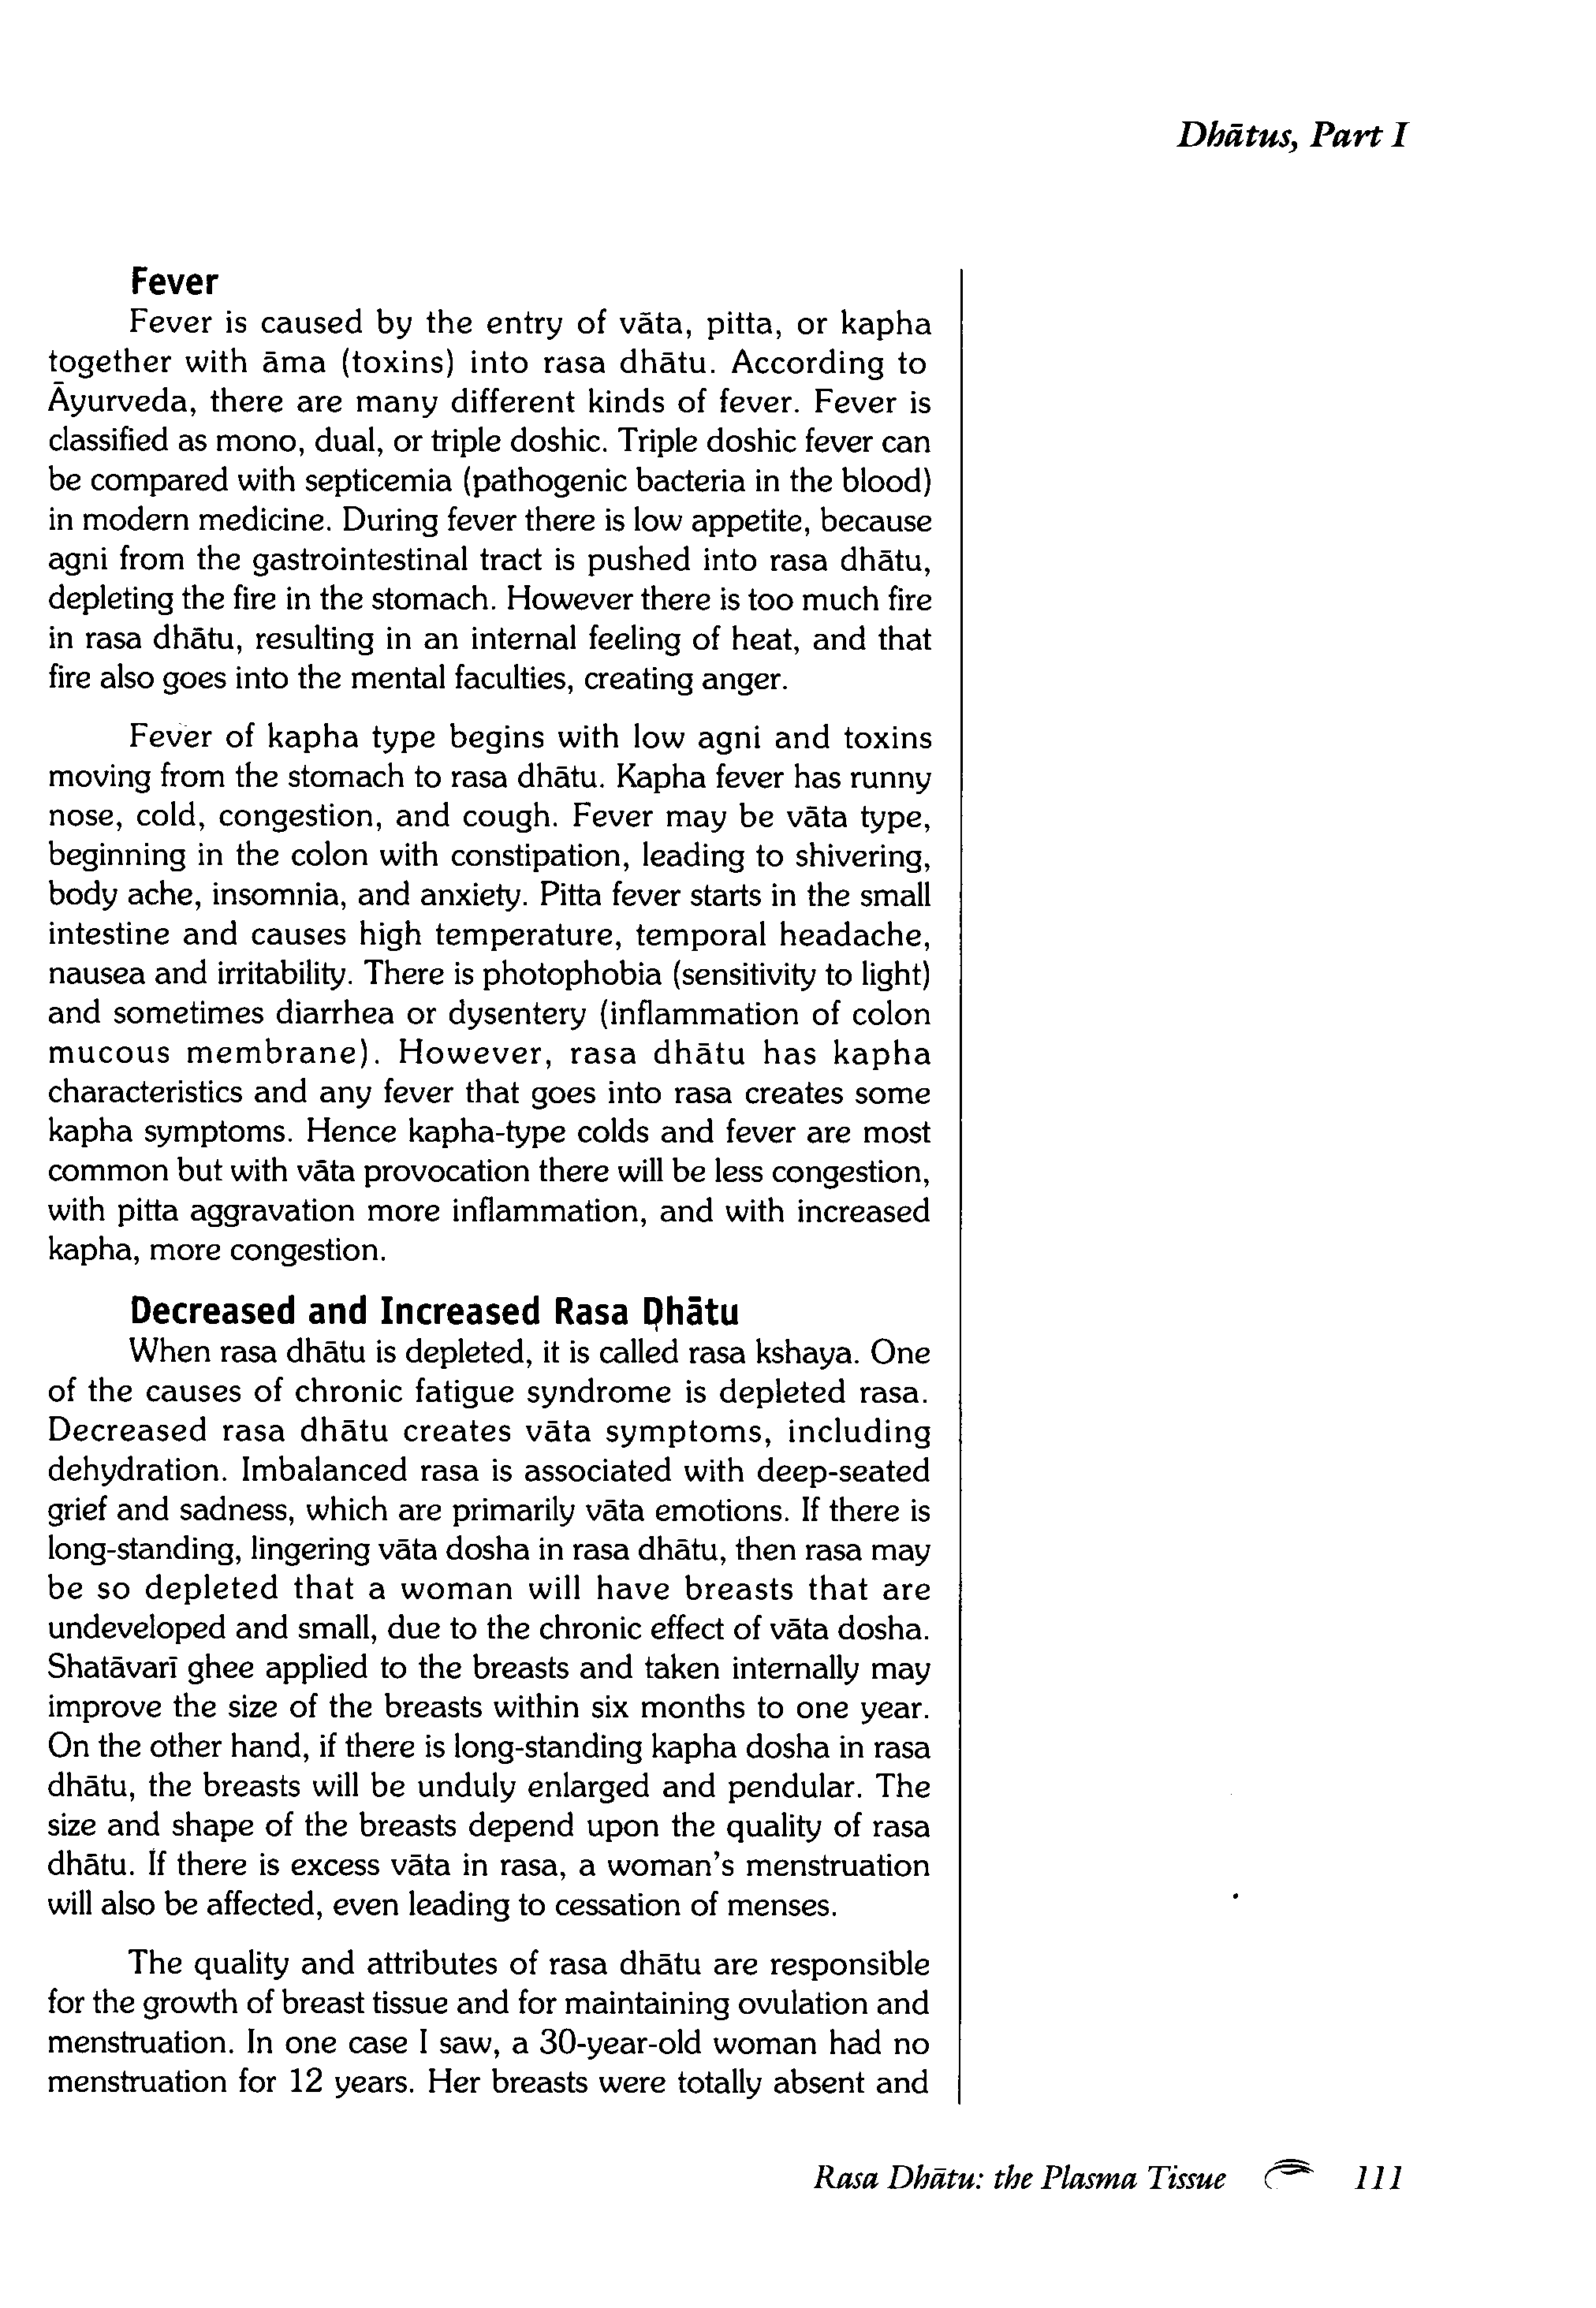 Dhātus, Part I
Fever
Fever is caused by the entry of vāta, pitta, or kapha
together with āma (toxins) into rasa dhātu. According to
Āyurveda, there are many different kinds of fever. Fever is
classified as mono, dual, or triple doshic. Triple doshic fever can
be compared with septicemia (pathogenic bacteria in the blood)
in modern medicine. During fever there is low appetite, because
agni from the gastrointestinal tract is pushed into rasa dhātu,
depleting the fire in the stomach. However there is too much fire
in rasa dhātu, resulting in an internal feeling of heat, and that
fire also goes into the mental faculties, creating anger.
Fever of kapha type begins with low agni and toxins
moving from the stomach to rasa dhātu. Kapha fever has runny
nose, cold, congestion, and cough. Fever may be vāta type,
beginning in the colon with constipation, leading to shivering,
body ache, insomnia, and anxiety. Pitta fever starts in the small
intestine and causes high temperature, temporal headache,
nausea and irritability. There is photophobia (sensitivity to light)
and sometimes diarrhea or dysentery (inflammation of colon
mucous membrane). However, rasa dhātu has kapha
characteristics and any fever that goes into rasa creates some
kapha symptoms. Hence kapha-type colds and fever are most
common but with vāta provocation there will be less congestion,
with pitta aggravation more inflammation, and with increased
kapha, more congestion.
Decreased and Increased Rasa Dhātu
When rasa dhātu is depleted, it is called rasa kshaya. One
of the causes of chronic fatigue syndrome is depleted rasa.
Decreased rasa dhātu creates vāta symptoms, including
dehydration. Imbalanced rasa is associated with deep-seated
grief and sadness, which are primarily vāta emotions. If there is
long-standing, lingering vāta dosha in rasa dhātu, then rasa may
be so depleted that a woman will have breasts that are
undeveloped and small, due to the chronic effect of vāta dosha.
Shatāvarī ghee applied to the breasts and taken internally may
improve the size of the breasts within six months to one year.
On the other hand, if there is long-standing kapha dosha in rasa
dhātu, the breasts will be unduly enlarged and pendular. The
size and shape of the breasts depend upon the quality of rasa
dhātu. If there is excess vāta in rasa, a woman's menstruation
will also be affected, even leading to cessation of menses.
The quality and attributes of rasa dhātu are responsible
for the growth of breast tissue and for maintaining ovulation and
menstruation. In one case I saw, a 30-year-old woman had no
menstruation for 12 years. Her breasts were totally absent and
Rasa Dhātu: the Plasma Tissue 111